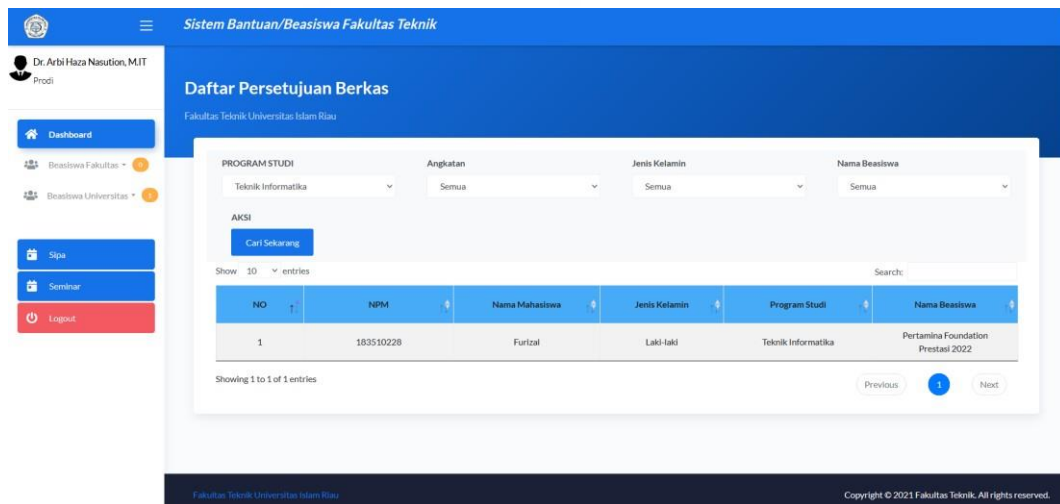 Sistem Bantuan/Beasiswa Fakultas Teknik
Dr. Arbi Haza Nasution, M.IT
Prodi
Dashboard
Beasiswa Fakultas
Beasiswa Universitas
Sipa
Seminar
Logout
Daftar Persetujuan Berkas
Fakultas Teknik Universitas Islam Riau
PROGRAM STUDI Angkatan Jenis Kelamin Nama Beasiswa
Teknik Informatika Semua Semua Semua
AKSI
Cari Sekarang
Show 10 entries Search:
NO NPM Nama Mahasiswa Jenis Kelamin Program Studi Nama Beasiswa
1 183510228 Furizal Laki-laki Teknik Informatika Pertamina Foundation
Prestasi 2022
Showing 1 to 1 of 1 entries Previous 1 Next
Fakultas Teknik Universitas Islam Riau Copyright © 2021 Fakultas Teknik. All rights reserved.